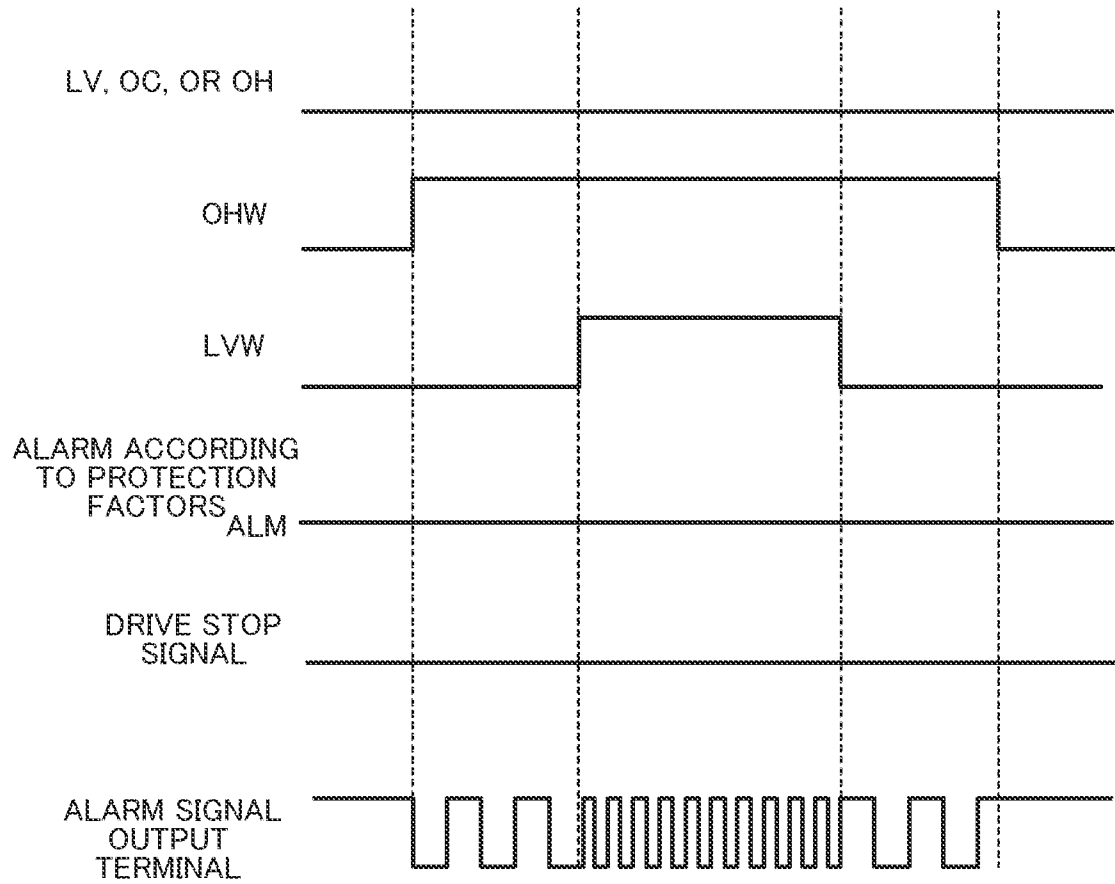 LV, OC, OR OH
OHW
LVW
ALARM ACCORDING
TO PROTECTION
FACTORS
ALM
DRIVE STOP
SIGNAL
ALARM SIGNAL
OUTPUT
TERMINAL